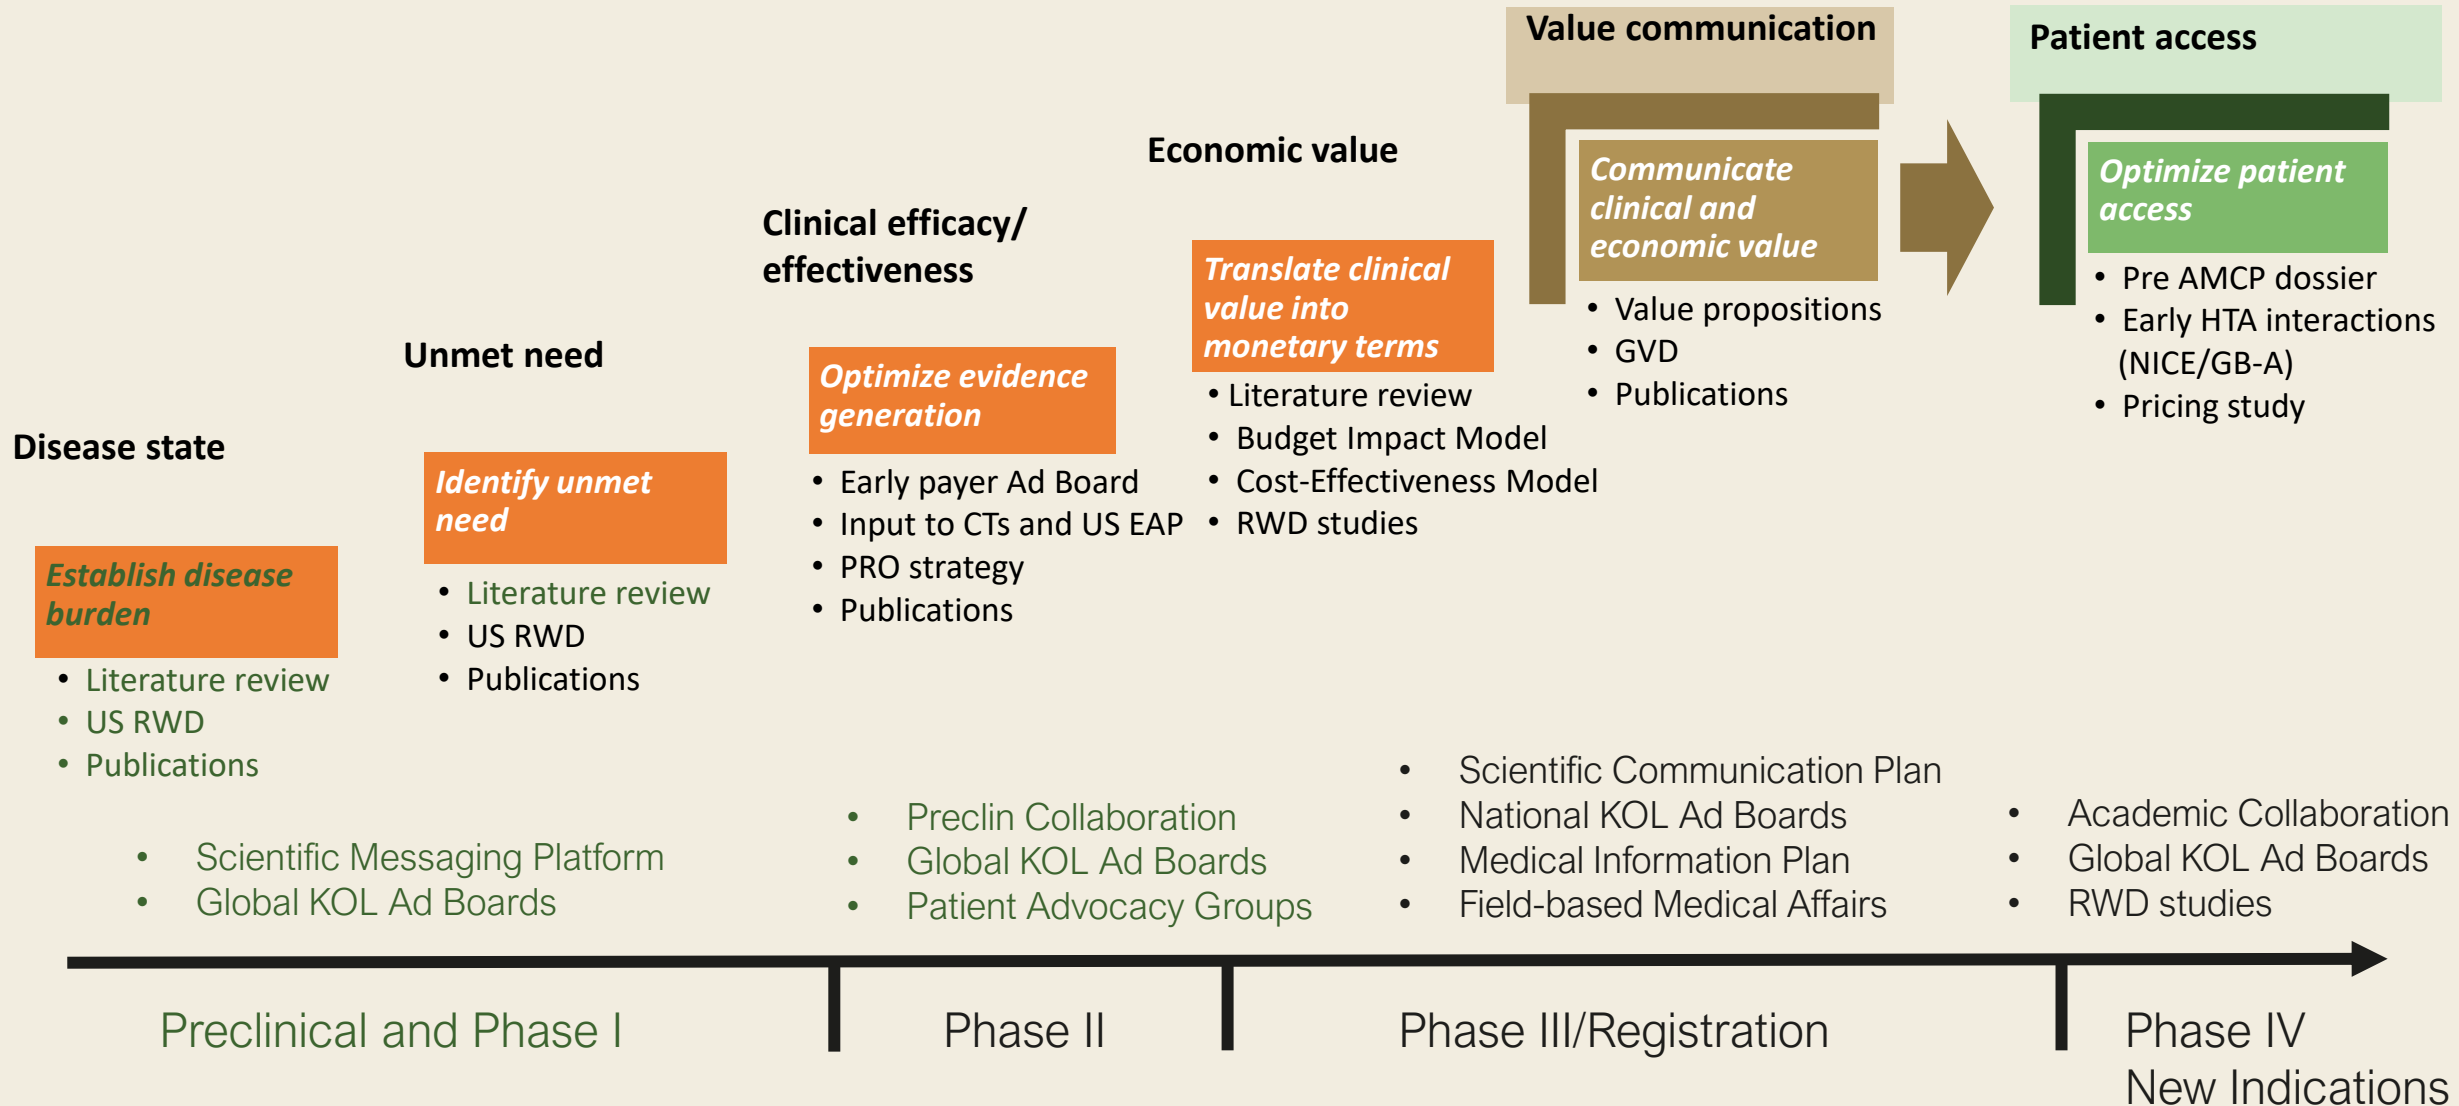 Disease state
Establish disease
burden
• Literature review
• US RWD
• Publications
Unmet need
Identify unmet
need
• Literature review
• US RWD
• Publications
Clinical efficacy/
effectiveness
Optimize evidence
generation
• Early payer Ad Board
• Input to CTs and US EAP
• PRO strategy
• Publications
Economic value
Translate clinical
value into
monetary terms
• Literature review
• Budget Impact Model
• Cost-Effectiveness Model
• RWD studies
Value communication
Communicate
clinical and
economic value
• Value propositions
• GVD
• Publications
Patient access
Optimize patient
access
• Pre AMCP dossier
• Early HTA interactions
(NICE/GB-A)
• Pricing study
• Scientific Messaging Platform
• Global KOL Ad Boards
• Preclin Collaboration
• Global KOL Ad Boards
• Patient Advocacy Groups
• Scientific Communication Plan
• National KOL Ad Boards
• Medical Information Plan
• Field-based Medical Affairs
• Academic Collaboration
• Global KOL Ad Boards
• RWD studies
Preclinical and Phase I
Phase II
Phase III/Registration
Phase IV
New Indications